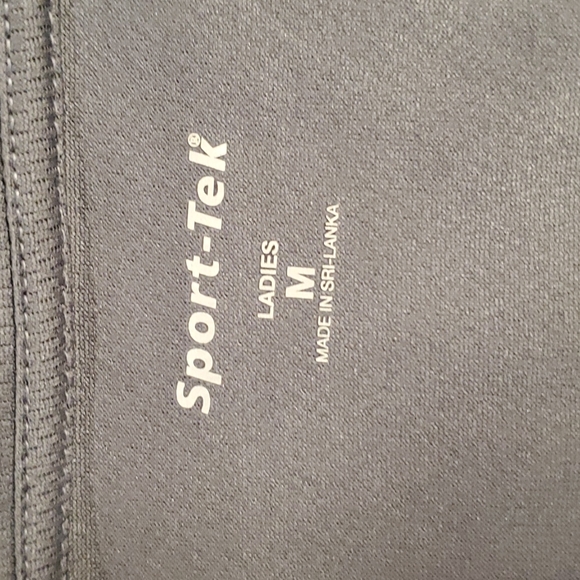 Sport-Tek®
LADIES
M
MADE IN SRI-LANKA